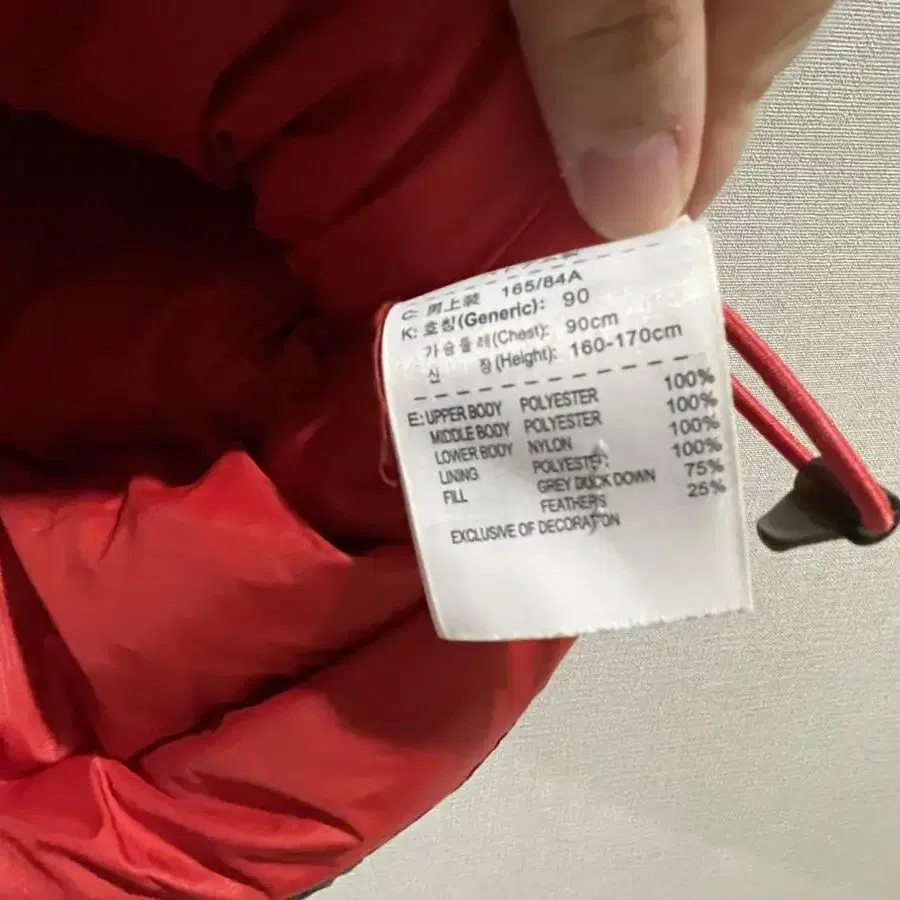 C: 男上裝 165/84A
K: 호칭(Generic): 90
가슴둘레(Chest): 90cm
신 장(Height): 160-170cm
E: UPPER BODY POLYESTER 100%
MIDDLE BODY POLYESTER 100%
LOWER BODY NYLON 100%
LINING POLYESTER 100%
FILL GREY DUCK DOWN 75%
FEATHERS 25%
EXCLUSIVE OF DECORATION